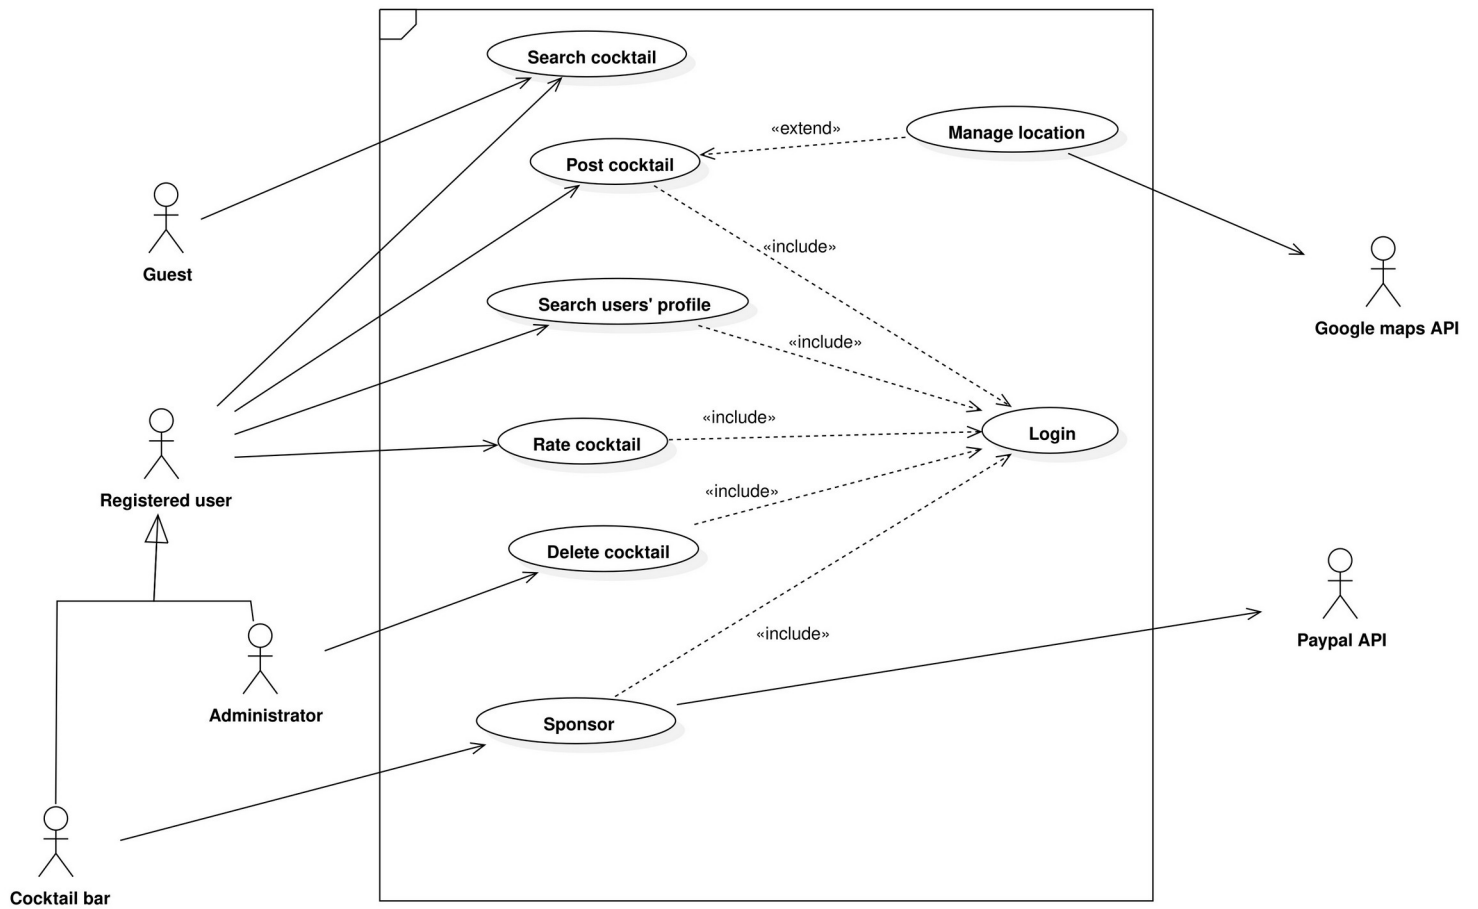 Search cocktail
«extend»
Manage location
Post cocktail
«include»
Guest
Search users' profile
Google maps API
«include»
«include»
Login
Rate cocktail
Registered user
«include»
Delete cocktail
«include»
Paypal API
Administrator
Sponsor
Cocktail bar